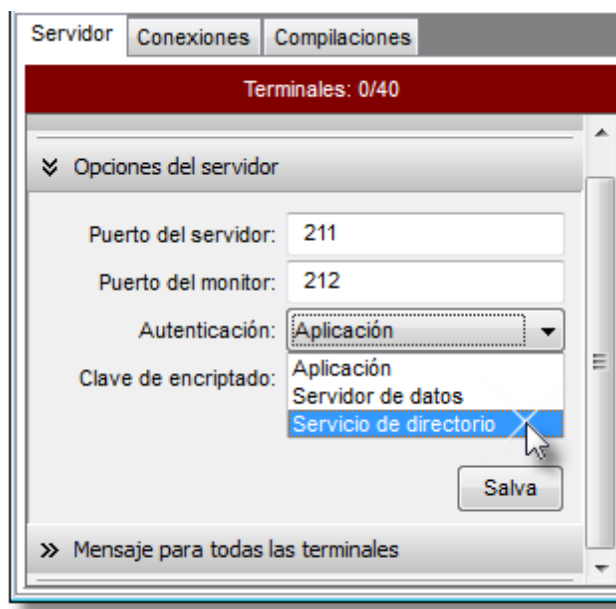 Servidor Conexiones Compilaciones
Terminales: 0/40
Opciones del servidor
Puerto del servidor: 211
Puerto del monitor: 212
Autenticación: Aplicación
Aplicación
Clave de encriptado:
Servidor de datos
Servicio de directorio
Salva
Mensaje para todas las terminales